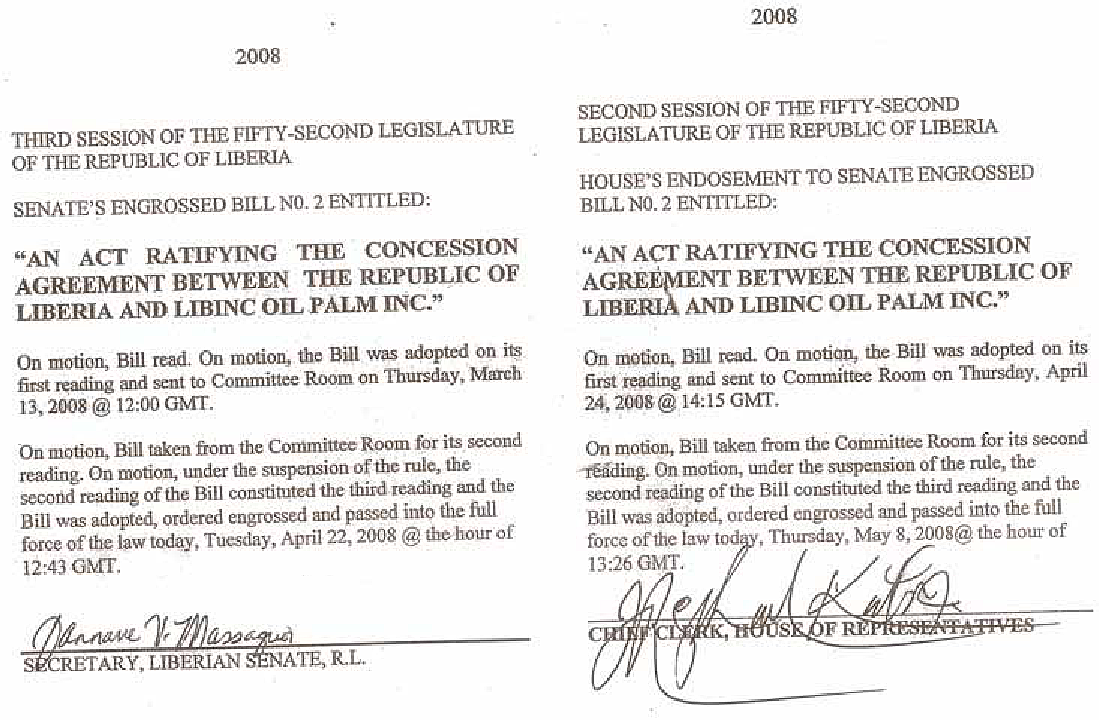 2008
THIRD SESSION OF THE FIFTY-SECOND LEGISLATURE
OF THE REPUBLIC OF LIBERIA
SENATE'S ENGROSSED BILL N0. 2 ENTITLED:
"AN ACT RATIFYING THE CONCESSION
AGREEMENT BETWEEN THE REPUBLIC OF
LIBERIA AND LIBINC OIL PALM INC."
On motion, Bill read. On motion, the Bill was adopted on its
first reading and sent to Committee Room on Thursday, March
13, 2008 @ 12:00 GMT.
On motion, Bill taken from the Committee Room for its second
reading. On motion, under the suspension of the rule, the
second reading of the Bill constituted the third reading and the
Bill was adopted, ordered engrossed and passed into the full
force of the law today, Tuesday, April 22, 2008 @ the hour of
12:43 GMT.
SECRETARY, LIBERIAN SENATE, R.L.
2008
SECOND SESSION OF THE FIFTY-SECOND
LEGISLATURE OF THE REPUBLIC OF LIBERIA
HOUSE'S ENDOSEMENT TO SENATE ENGROSSED
BILL N0. 2 ENTITLED:
"AN ACT RATIFYING THE CONCESSION
AGREEMENT BETWEEN THE REPUBLIC OF
LIBERIA AND LIBINC OIL PALM INC."
On motion, Bill read. On motion, the Bill was adopted on its
first reading and sent to Committee Room on Thursday, April
24, 2008 @ 14:15 GMT.
On motion, Bill taken from the Committee Room for its second
reading. On motion, under the suspension of the rule, the
second reading of the Bill constituted the third reading and the
Bill was adopted, ordered engrossed and passed into the full
force of the law today, Thursday, May 8, 2008@ the hour of
13:26 GMT.
CHIEF CLERK, HOUSE OF REPRESENTATIVES